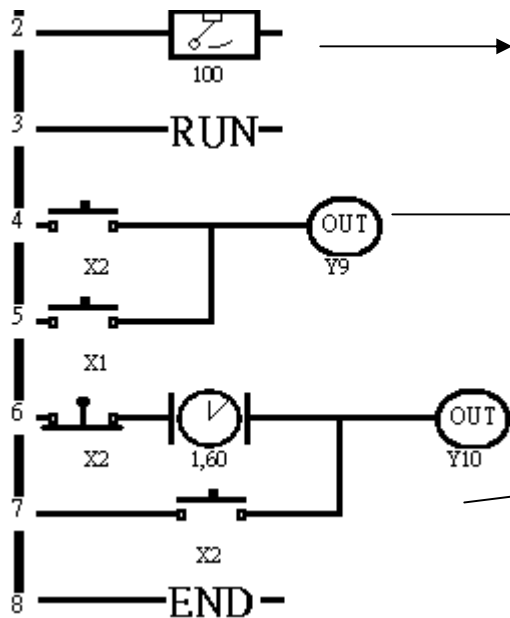 2
100
3 RUN
4 OUT
X2 Y9
5
X1
6 OUT
X2 1,60 Y10
7
X2
8 END